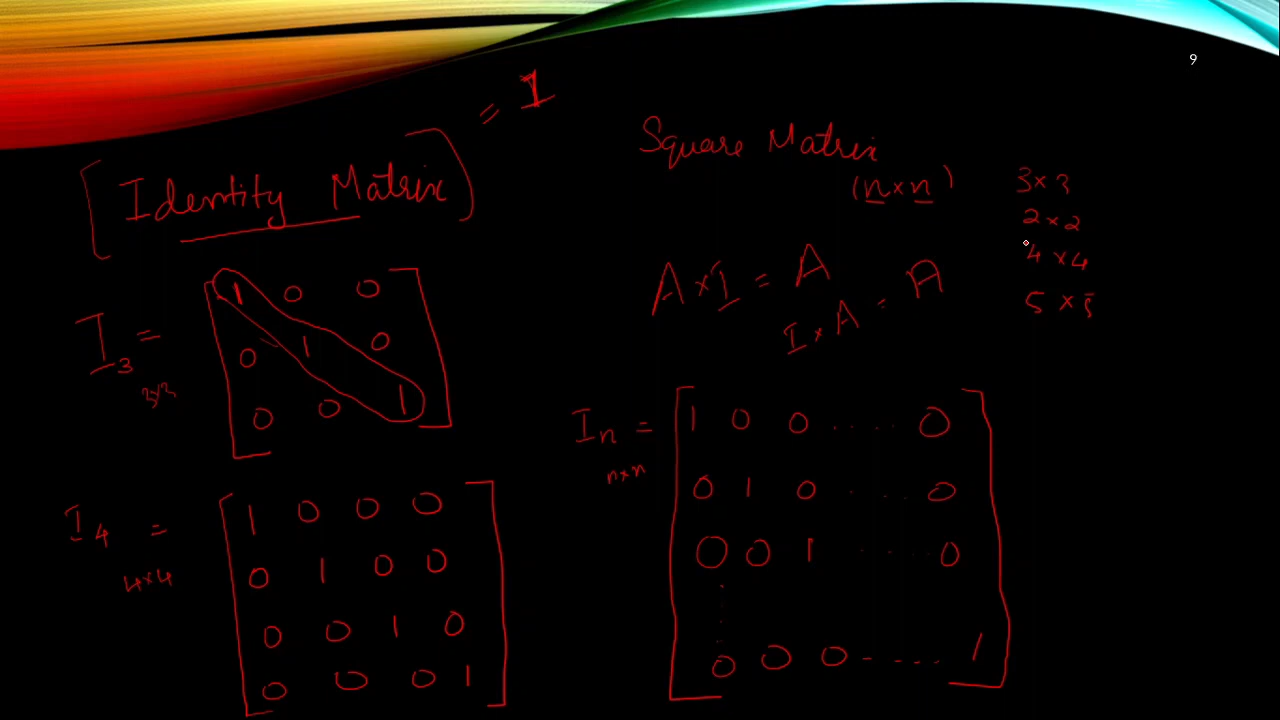 9
[Identity Matrix] = I
I₃ =
3×3
1 0 0
0 1 0
0 0 1
I₄ =
4×4
1 0 0 0
0 1 0 0
0 0 1 0
0 0 0 1
Square Matrix
(n×n)
3×3
2×2
4×4
5×5
A×I = A
I×A = A
Iₙ =
n×n
1 0 0 .... 0
0 1 0 .... 0
0 0 1 .... 0
⋮
0 0 0 ..... 1